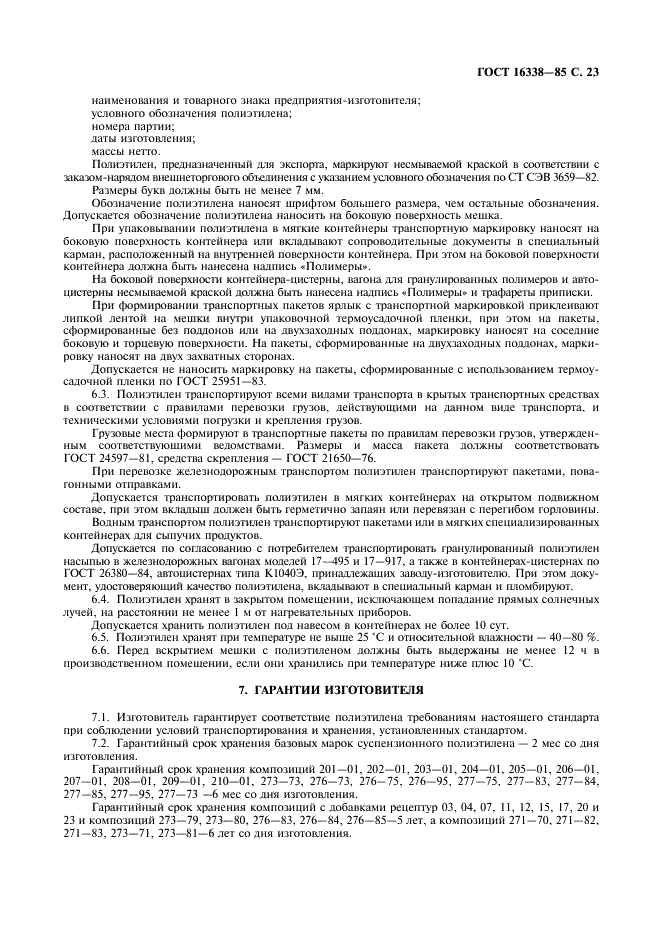 ГОСТ 16338—85 С. 23
наименования и товарного знака предприятия-изготовителя;
условного обозначения полиэтилена;
номера партии;
даты изготовления;
массы нетто.
Полиэтилен, предназначенный для экспорта, маркируют несмываемой краской в соответствии с
заказом-нарядом внешнеторгового объединения с указанием условного обозначения по СТ СЭВ 3659—82.
Размеры букв должны быть не менее 7 мм.
Обозначение полиэтилена наносят шрифтом большего размера, чем остальные обозначения.
Допускается обозначение полиэтилена наносить на боковую поверхность мешка.
При упаковывании полиэтилена в мягкие контейнеры транспортную маркировку наносят на
боковую поверхность контейнера или вкладывают сопроводительные документы в специальный
карман, расположенный на внутренней поверхности контейнера. При этом на боковой поверхности
контейнера должна быть нанесена надпись «Полимеры».
На боковой поверхности контейнера-цистерны, вагона для гранулированных полимеров и авто-
цистерны несмываемой краской должна быть нанесена надпись «Полимеры» и трафареты приписки.
При формировании транспортных пакетов ярлык с транспортной маркировкой приклеивают
липкой лентой на мешки внутри упаковочной термоусадочной пленки, при этом на пакеты,
сформированные без поддонов или на двухзаходных поддонах, маркировку наносят на соседние
боковую и торцевую поверхности. На пакеты, сформированные на двухзаходных поддонах, марки-
ровку наносят на двух захватных сторонах.
Допускается не наносить маркировку на пакеты, сформированные с использованием термоу-
садочной пленки по ГОСТ 25951—83.
6.3. Полиэтилен транспортируют всеми видами транспорта в крытых транспортных средствах
в соответствии с правилами перевозки грузов, действующими на данном виде транспорта, и
техническими условиями погрузки и крепления грузов.
Грузовые места формируют в транспортные пакеты по правилам перевозки грузов, утвержден-
ным соответствующими ведомствами. Размеры и масса пакета должны соответствовать
ГОСТ 24597—81, средства скрепления — ГОСТ 21650—76.
При перевозке железнодорожным транспортом полиэтилен транспортируют пакетами, пова-
гонными отправками.
Допускается транспортировать полиэтилен в мягких контейнерах на открытом подвижном
составе, при этом вкладыш должен быть герметично запаян или перевязан с перегибом горловины.
Водным транспортом полиэтилен транспортируют пакетами или в мягких специализированных
контейнерах для сыпучих продуктов.
Допускается по согласованию с потребителем транспортировать гранулированный полиэтилен
насыпью в железнодорожных вагонах моделей 17—495 и 17—917, а также в контейнерах-цистернах по
ГОСТ 26380—84, автоцистернах типа К1040Э, принадлежащих заводу-изготовителю. При этом доку-
мент, удостоверяющий качество полиэтилена, вкладывают в специальный карман и пломбируют.
6.4. Полиэтилен хранят в закрытом помещении, исключающем попадание прямых солнечных
лучей, на расстоянии не менее 1 м от нагревательных приборов.
Допускается хранить полиэтилен под навесом в контейнерах не более 10 сут.
6.5. Полиэтилен хранят при температуре не выше 25 °С и относительной влажности — 40—80 %.
6.6. Перед вскрытием мешки с полиэтиленом должны быть выдержаны не менее 12 ч в
производственном помещении, если они хранились при температуре ниже плюс 10 °С.
7. ГАРАНТИИ ИЗГОТОВИТЕЛЯ
7.1. Изготовитель гарантирует соответствие полиэтилена требованиям настоящего стандарта
при соблюдении условий транспортирования и хранения, установленных стандартом.
7.2. Гарантийный срок хранения базовых марок суспензионного полиэтилена — 2 мес со дня
изготовления.
Гарантийный срок хранения композиций 201—01, 202—01, 203—01, 204—01, 205—01, 206—01,
207—01, 208—01, 209—01, 210—01, 273—73, 276—73, 276—75, 276—95, 277—75, 277—83, 277—84,
277—85, 277—95, 277—73 —6 мес со дня изготовления.
Гарантийный срок хранения композиций с добавками рецептур 03, 04, 07, 11, 12, 15, 17, 20 и
23 и композиций 273—79, 273—80, 276—83, 276—84, 276—85—5 лет, а композиций 271—70, 271—82,
271—83, 273—71, 273—81—6 лет со дня изготовления.